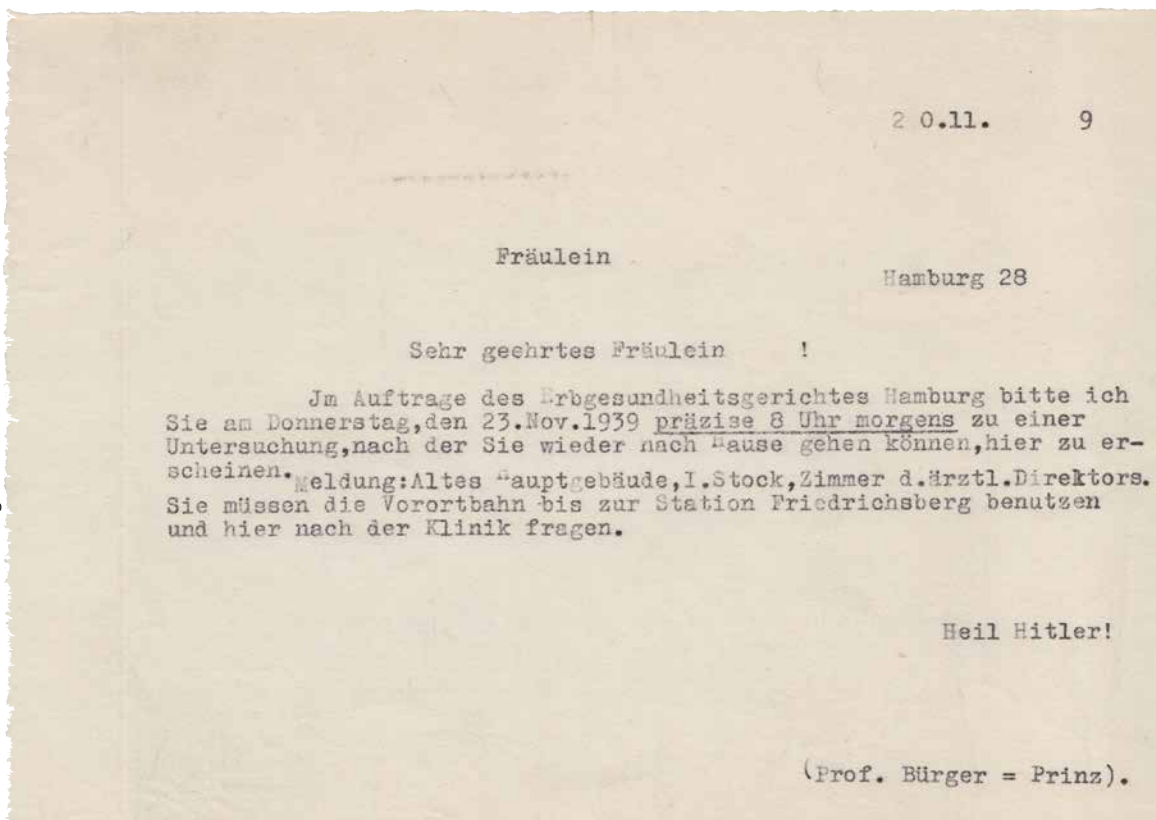 2 0.11. 9
Fräulein
Hamburg 28
Sehr geehrtes Fräulein !
Jm Auftrage des Erbgesundheitsgerichtes Hamburg bitte ich
Sie am Donnerstag,den 23.Nov.1939 präzise 8 Uhr morgens zu einer
Untersuchung,nach der Sie wieder nach Hause gehen können,hier zu er-
scheinen. Meldung:Altes Hauptgebäude,I.Stock,Zimmer d.ärztl.Direktors.
Sie müssen die Vorortbahn bis zur Station Friedrichsberg benutzen
und hier nach der Klinik fragen.
Heil Hitler!
(Prof. Bürger = Prinz).